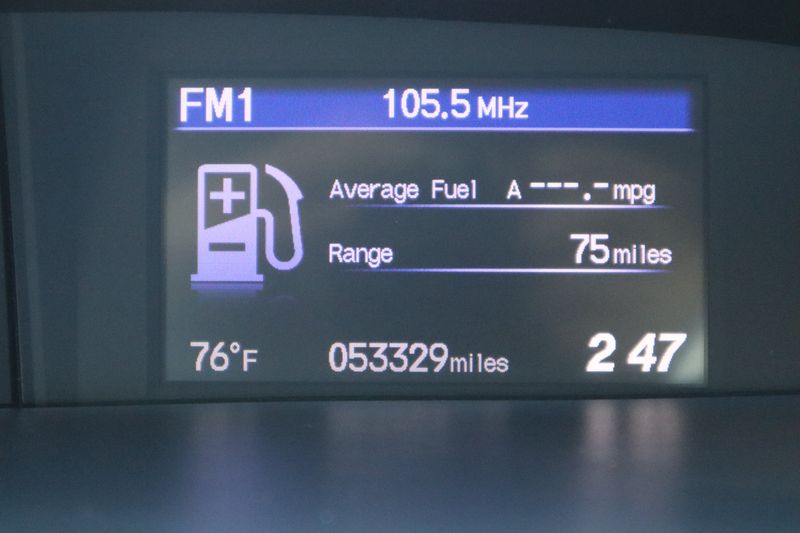 FM1 105.5 MHz
Average Fuel A ---.- mpg
Range 75 miles
76°F 053329 miles 2 47